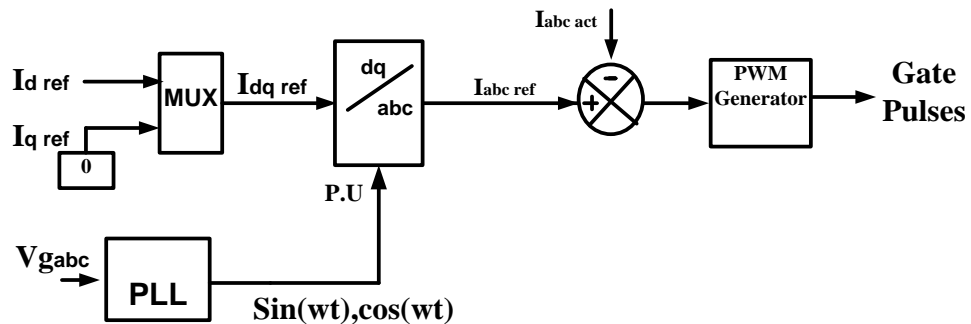 Iabc act
Id ref
MUX
Idq ref
dq
abc
Iabc ref
-
+
PWM
Generator
Gate
Pulses
Iq ref
0
P.U
Vgabc
PLL
Sin(wt),cos(wt)